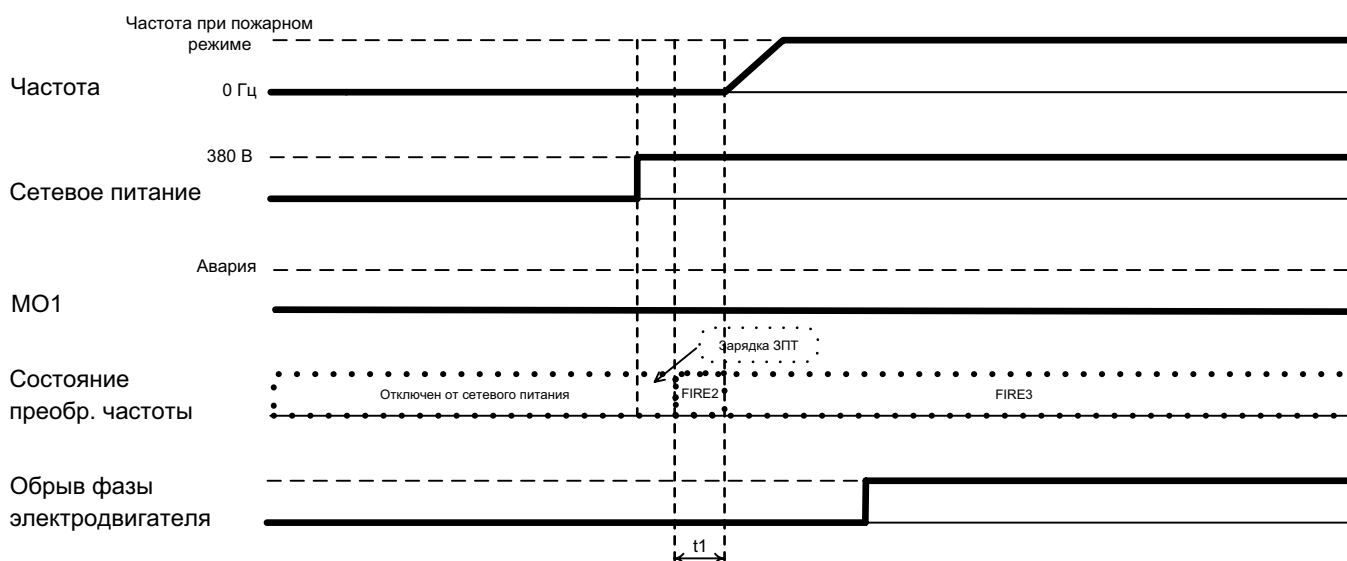 Частота при пожарном
режиме
Частота
0 Гц
380 В
Сетевое питание
Авария
МО1
Зарядка ЗПТ
Состояние
преобр. частоты
Отключен от сетевого питания
FIRE2
FIRE3
Обрыв фазы
электродвигателя
t1